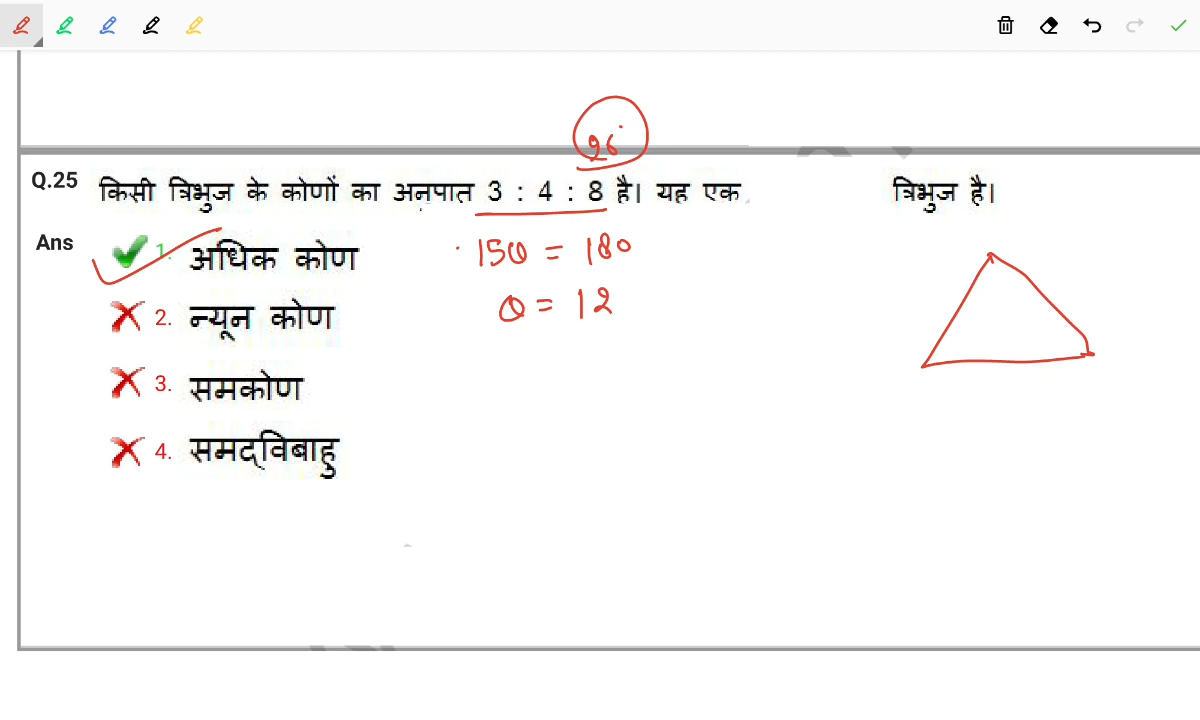 96°
Q.25 किसी त्रिभुज के कोणों का अनुपात 3 : 4 : 8 है। यह एक त्रिभुज है।
Ans 1. अधिक कोण
15θ = 180
2. न्यून कोण
θ = 12
3. समकोण
4. समद्विबाहु